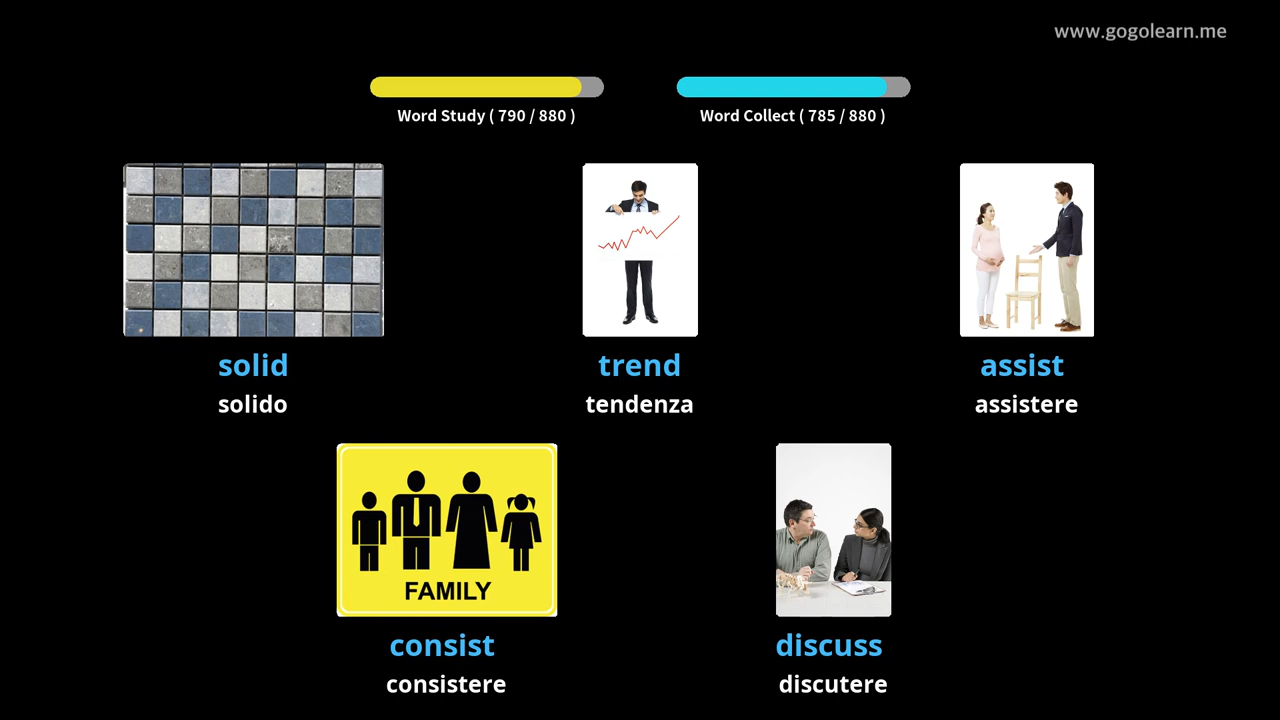 www.gogolearn.me
Word Study ( 790 / 880 )
Word Collect ( 785 / 880 )
solid
solido
trend
tendenza
assist
assistere
FAMILY
consist
consistere
discuss
discutere